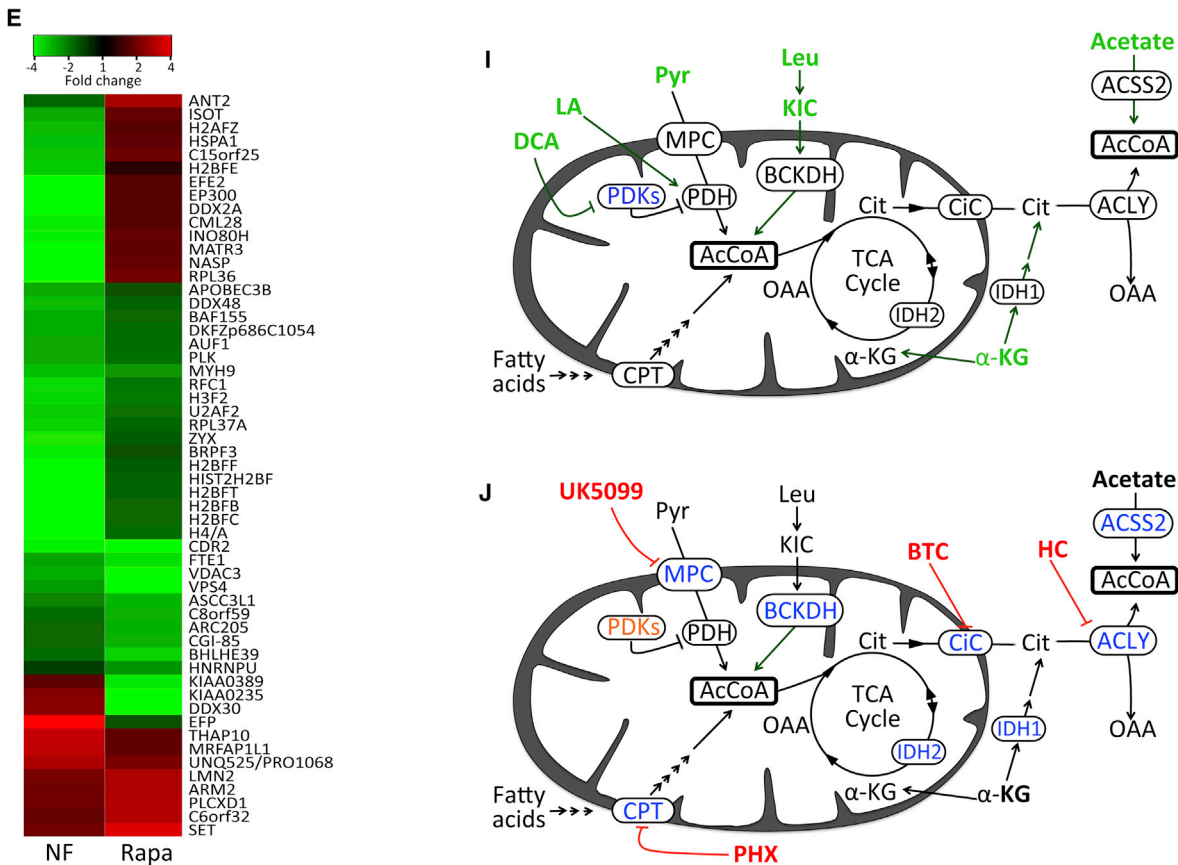 E
-4 -2 1 2 4
Fold change
ANT2
ISOT
H2AFZ
HSPA1
C15orf25
H2BFE
EFE2
EP300
DDX2A
CML28
INO80H
MATR3
NASP
RPL36
APOBEC3B
DDX48
BAF155
DKFZp686C1054
AUF1
PLK
MYH9
RFC1
H3F2
U2AF2
RPL37A
ZYX
BRPF3
H2BFF
HIST2H2BF
H2BFT
H2BFB
H2BFC
H4/A
CDR2
FTE1
VDAC3
VPS4
ASCC3L1
C8orf59
ARC205
CGI-85
BHLHE39
HNRNPU
KIAA0389
KIAA0235
DDX30
EFP
THAP10
MRFAP1L1
UNQ525/PRO1068
LMN2
ARM2
PLCXD1
C6orf32
SET
NF Rapa
I
Acetate
Leu
Pyr
ACSS2
LA
KIC
DCA
MPC
AcCoA
BCKDH
PDKs
PDH
Cit
CiC
Cit
ACLY
AcCoA
TCA
Cycle
OAA
IDH1
OAA
IDH2
α-KG
α-KG
Fatty
acids
CPT
J
Acetate
UK5099
Leu
Pyr
ACSS2
KIC
BTC
HC
MPC
AcCoA
BCKDH
PDKs
PDH
Cit
CiC
Cit
ACLY
AcCoA
TCA
Cycle
OAA
IDH1
OAA
IDH2
α-KG
α-KG
Fatty
acids
CPT
PHX